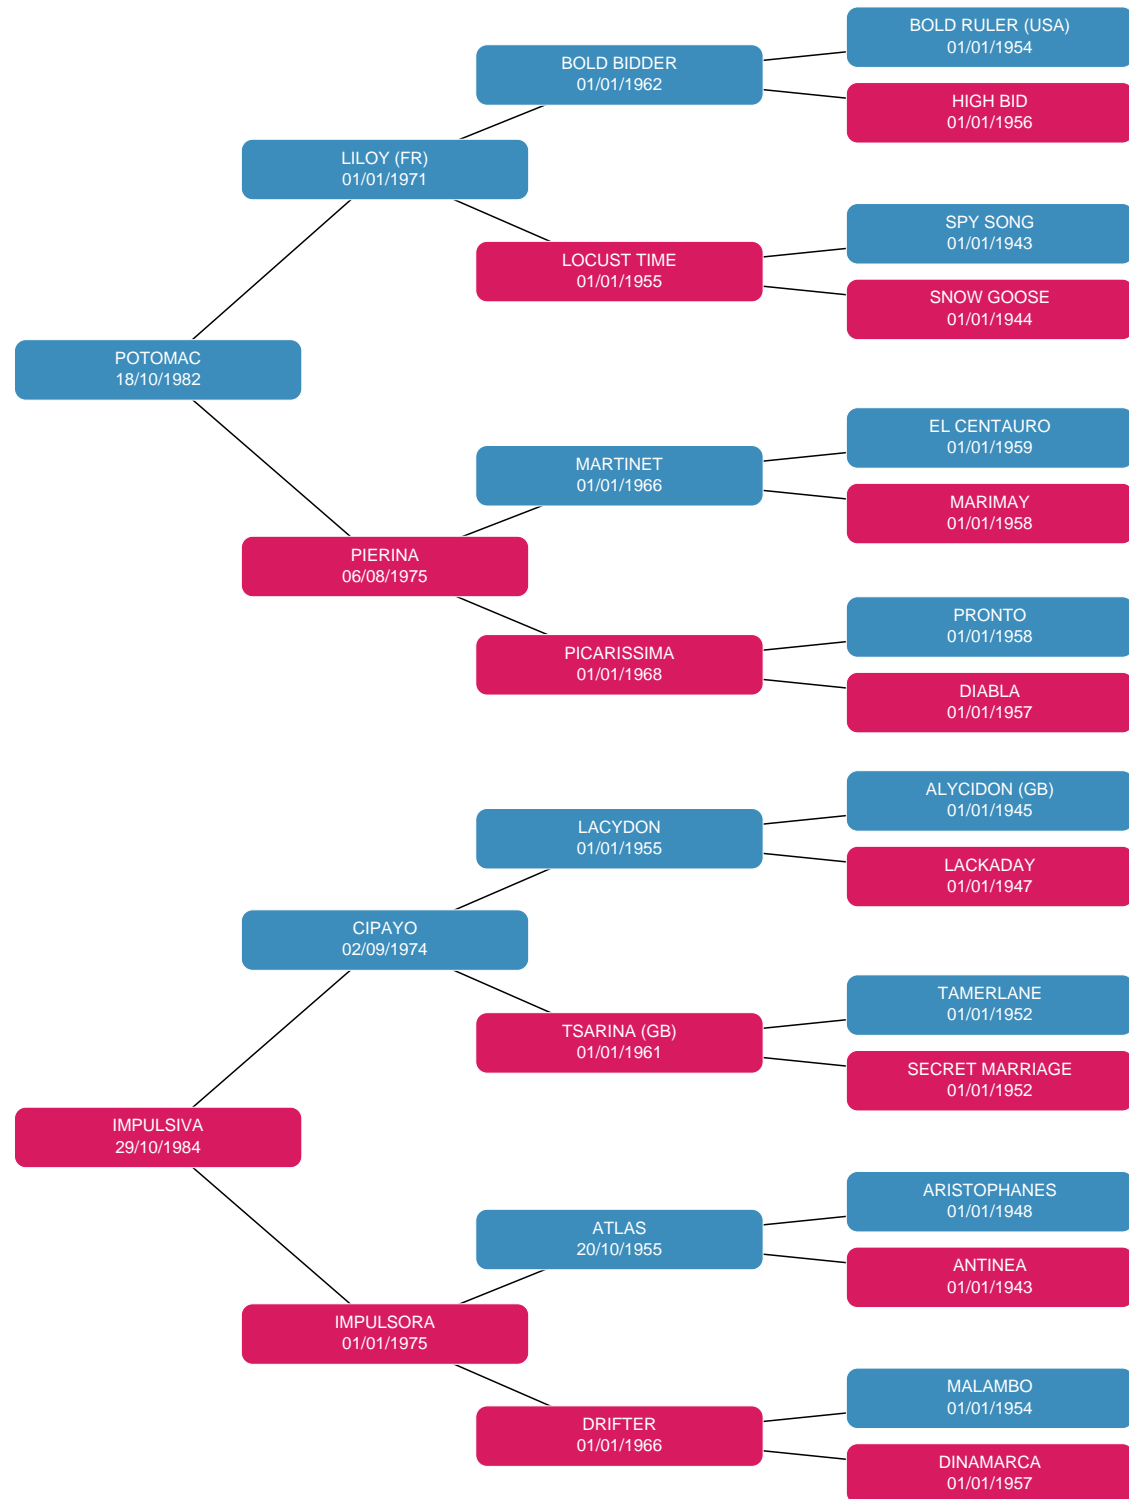 BOLD RULER (USA)
01/01/1954
BOLD BIDDER
01/01/1962
HIGH BID
01/01/1956
LILOY (FR)
01/01/1971
SPY SONG
01/01/1943
LOCUST TIME
01/01/1955
SNOW GOOSE
01/01/1944
POTOMAC
18/10/1982
EL CENTAURO
01/01/1959
MARTINET
01/01/1966
MARIMAY
01/01/1958
PIERINA
06/08/1975
PRONTO
01/01/1958
PICARISSIMA
01/01/1968
DIABLA
01/01/1957
ALYCIDON (GB)
01/01/1945
LACYDON
01/01/1955
LACKADAY
01/01/1947
CIPAYO
02/09/1974
TAMERLANE
01/01/1952
TSARINA (GB)
01/01/1961
SECRET MARRIAGE
01/01/1952
IMPULSIVA
29/10/1984
ARISTOPHANES
01/01/1948
ATLAS
20/10/1955
ANTINEA
01/01/1943
IMPULSORA
01/01/1975
MALAMBO
01/01/1954
DRIFTER
01/01/1966
DINAMARCA
01/01/1957